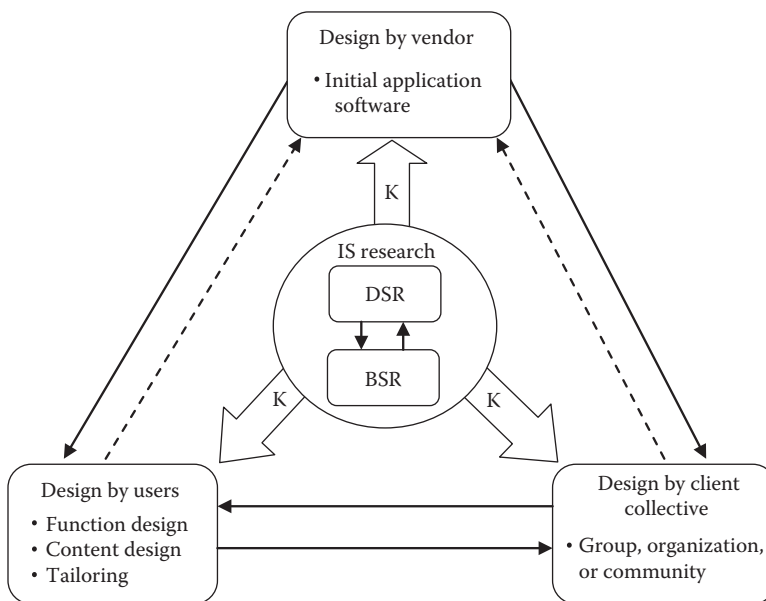 Design by vendor
• Initial application
software
K
IS research
DSR
BSR
K
K
Design by users
• Function design
• Content design
• Tailoring
Design by client
collective
• Group, organization,
or community